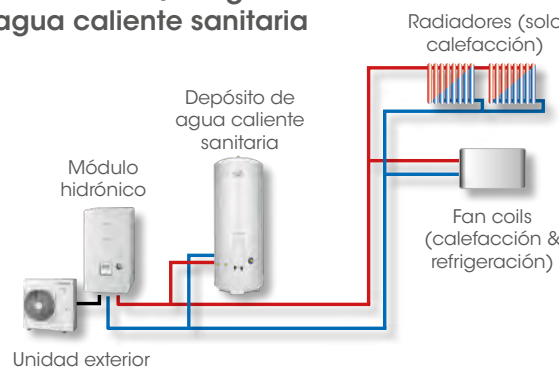 agua caliente sanitaria
Radiadores (solo
calefacción)
Depósito de
agua caliente
sanitaria
Módulo
hidrónico
Fan coils
(calefacción &
refrigeración)
Unidad exterior